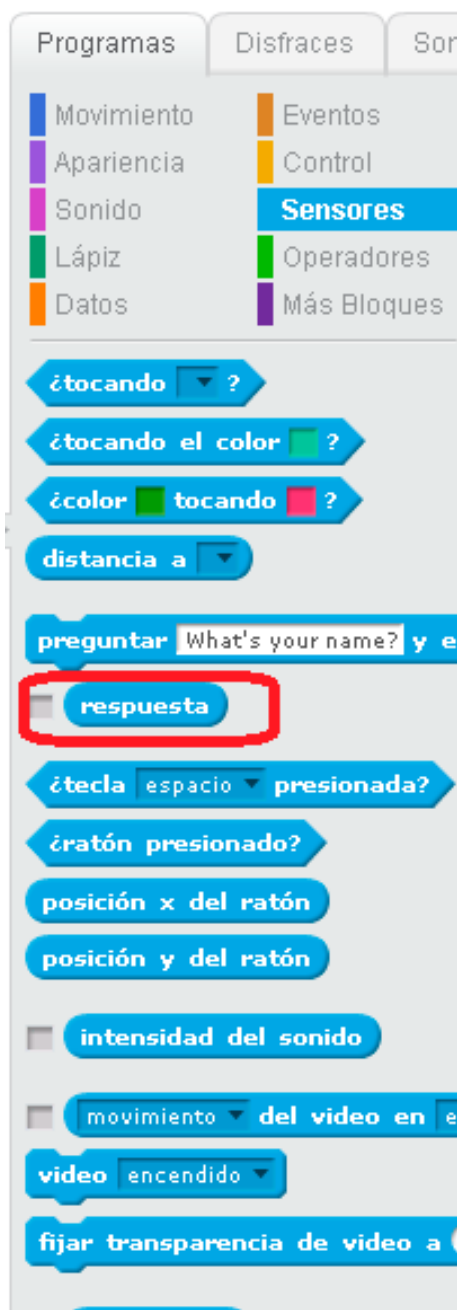 Programas Disfraces Sor
Movimiento Eventos
Apariencia Control
Sonido Sensores
Lápiz Operadores
Datos Más Bloques
¿tocando ?
¿tocando el color ?
¿color tocando ?
distancia a
preguntar What's your name? y e
respuesta
¿tecla espacio presionada?
¿ratón presionado?
posición x del ratón
posición y del ratón
intensidad del sonido
movimiento del video en e
video encendido
fijar transparencia de video a